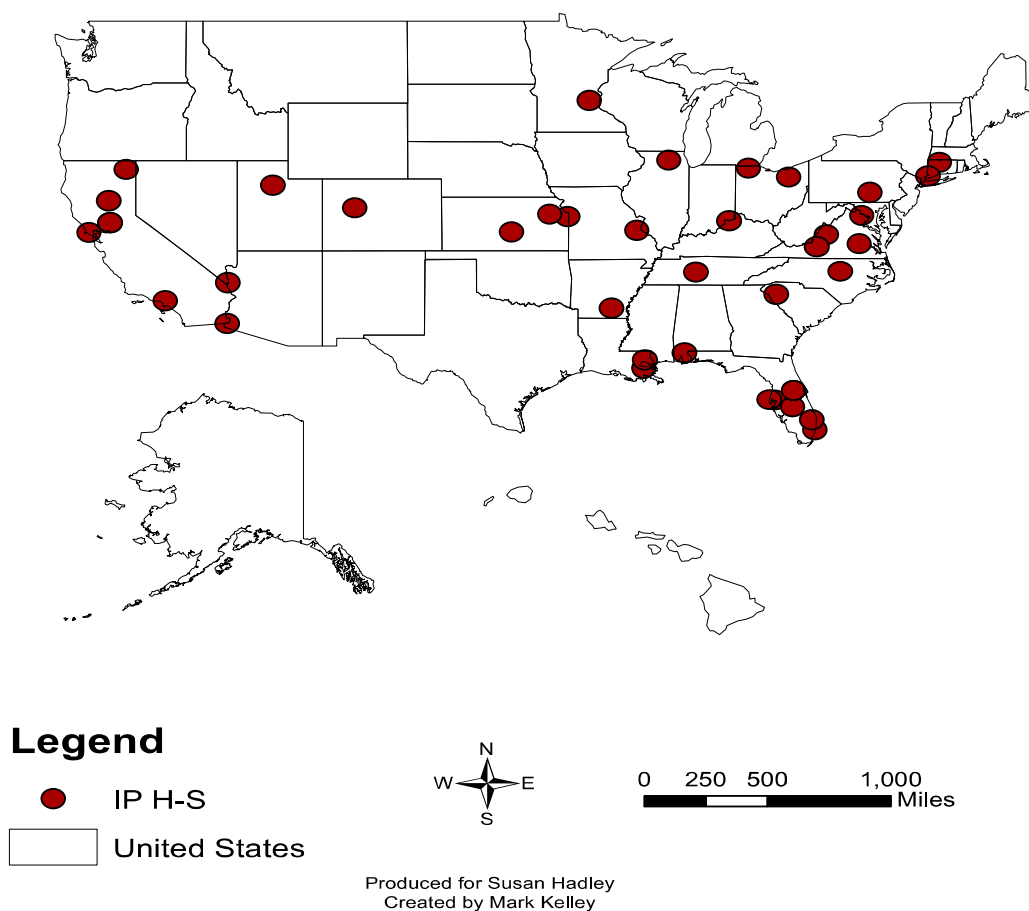 Legend
IP H-S
United States
N
W E
S
0 250 500 1,000
Miles
Produced for Susan Hadley
Created by Mark Kelley